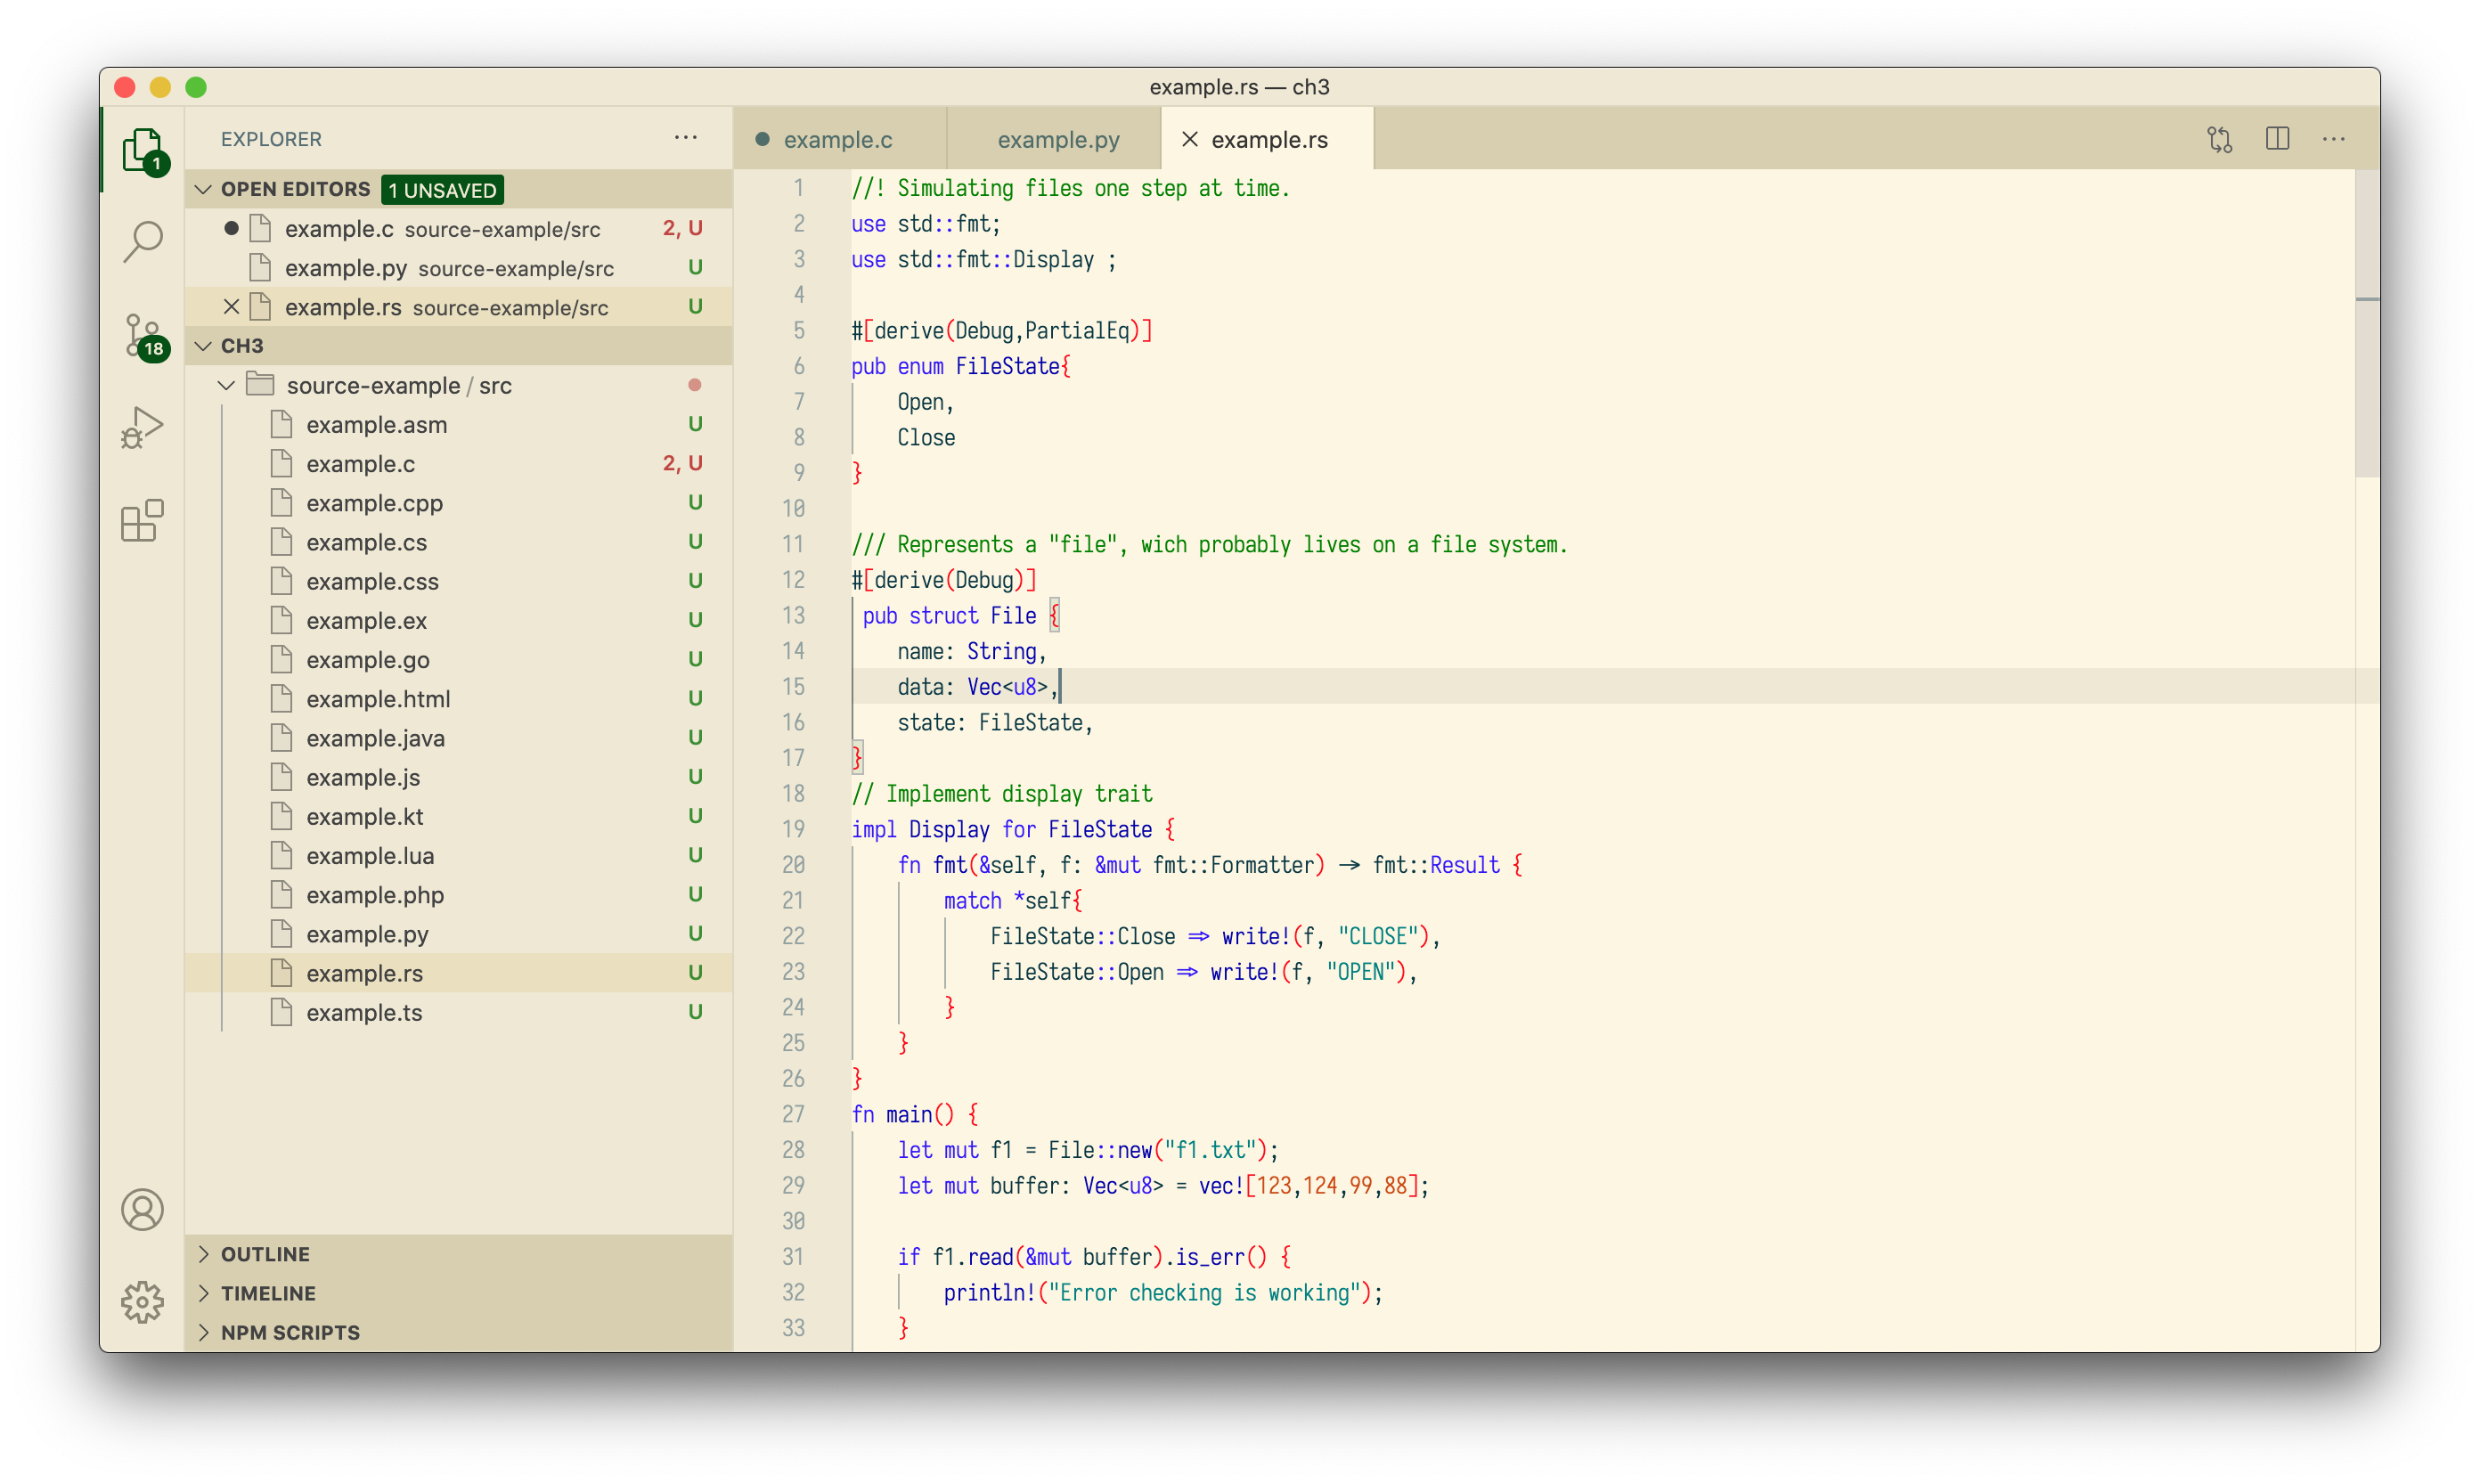 example.rs — ch3
EXPLORER
OPEN EDITORS 1 UNSAVED
example.c source-example/src 2, U
example.py source-example/src U
example.rs source-example/src U
CH3
source-example / src
example.asm U
example.c 2, U
example.cpp U
example.cs U
example.css U
example.ex U
example.go U
example.html U
example.java U
example.js U
example.kt U
example.lua U
example.php U
example.py U
example.rs U
example.ts U
OUTLINE
TIMELINE
NPM SCRIPTS
1
18
example.c example.py example.rs
1 //! Simulating files one step at time.
2 use std::fmt;
3 use std::fmt::Display ;
4
5 #[derive(Debug,PartialEq)]
6 pub enum FileState{
7     Open,
8     Close
9 }
10
11 /// Represents a "file", wich probably lives on a file system.
12 #[derive(Debug)]
13  pub struct File {
14     name: String,
15     data: Vec<u8>,
16     state: FileState,
17 }
18 // Implement display trait
19 impl Display for FileState {
20     fn fmt(&self, f: &mut fmt::Formatter) → fmt::Result {
21         match *self{
22             FileState::Close ⇒ write!(f, "CLOSE"),
23             FileState::Open ⇒ write!(f, "OPEN"),
24         }
25     }
26 }
27 fn main() {
28     let mut f1 = File::new("f1.txt");
29     let mut buffer: Vec<u8> = vec![123,124,99,88];
30
31     if f1.read(&mut buffer).is_err() {
32         println!("Error checking is working");
33     }